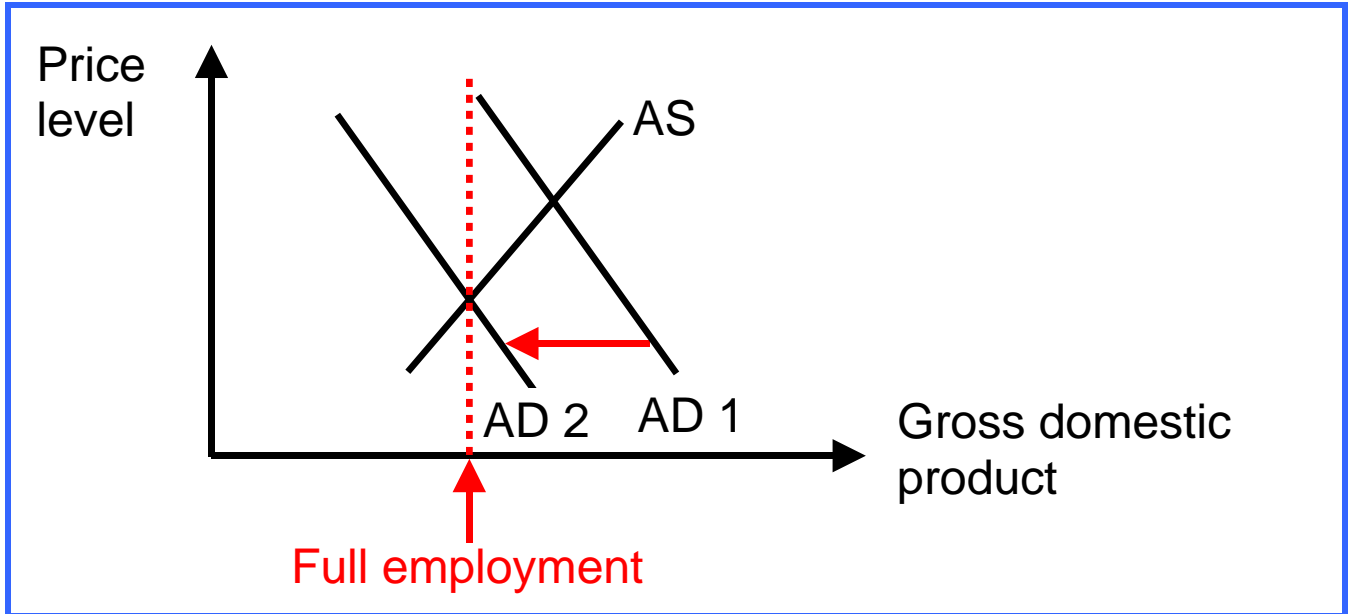 Price
level
AS
AD 2
AD 1
Gross domestic
product
Full employment